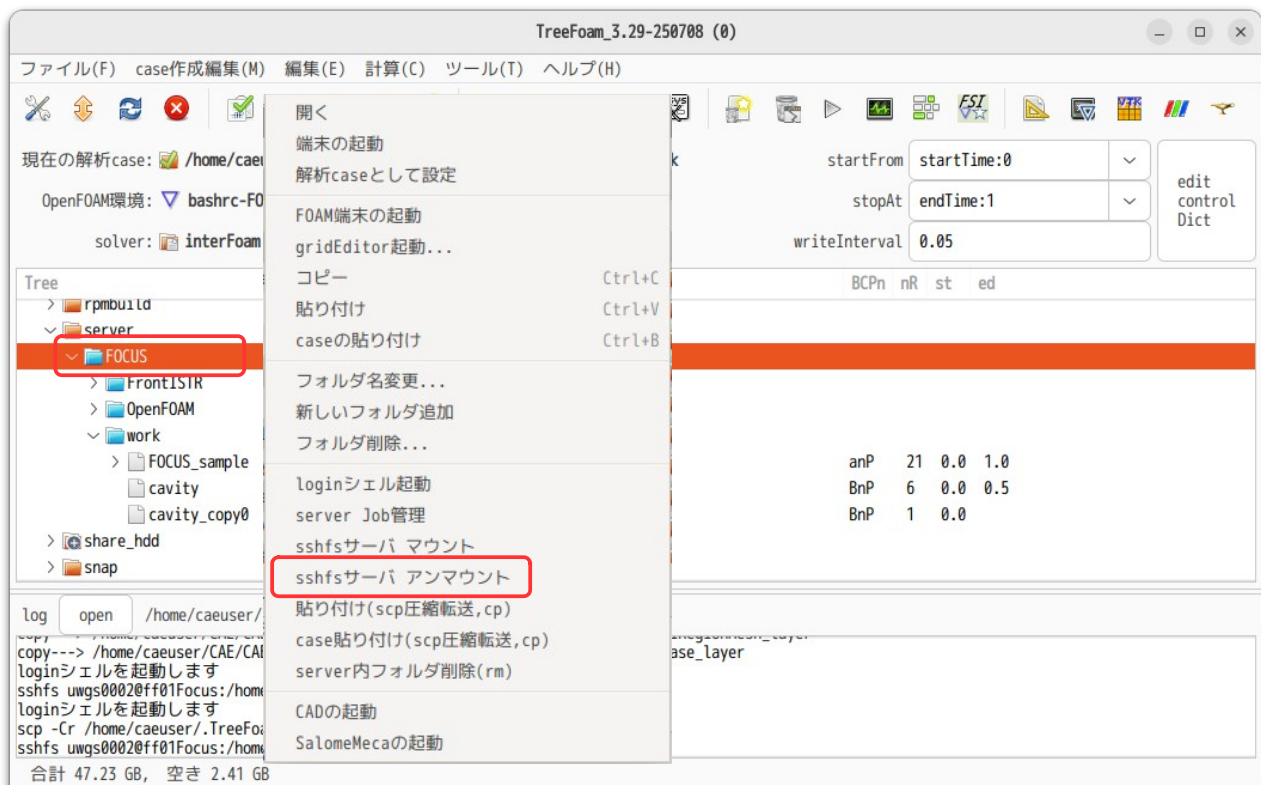 TreeFoam_3.29-250708 (0)
ファイル(F) case作成編集(M) 編集(E) 計算(C) ツール(T) ヘルプ(H)
現在の解析case: /home/caeu
OpenFOAM環境: bashrc-FO
solver: interFoam
startFrom startTime:0
stopAt endTime:1
writeInterval 0.05
edit
control
Dict
Tree BCPn nR st ed
rpmbuild
server
FOCUS
FrontISTR
OpenFOAM
work
FOCUS_sample anP 21 0.0 1.0
cavity BnP 6 0.0 0.5
cavity_copy0 BnP 1 0.0
share_hdd
snap
開く
端末の起動
解析caseとして設定
FOAM端末の起動
gridEditor起動...
コピー Ctrl+C
貼り付け Ctrl+V
caseの貼り付け Ctrl+B
フォルダ名変更...
新しいフォルダ追加
フォルダ削除...
loginシェル起動
server Job管理
sshfsサーバ マウント
sshfsサーバ アンマウント
貼り付け(scp圧縮転送,cp)
case貼り付け(scp圧縮転送,cp)
server内フォルダ削除(rm)
CADの起動
SalomeMecaの起動
log open /home/caeuser/
copy---> /home/caeuser/CAE/CAE ase_layer
loginシェルを起動します
sshfs uwgs0002@ff01Focus:/home
loginシェルを起動します
scp -Cr /home/caeuser/.TreeFoa
sshfs uwgs0002@ff01Focus:/home
合計 47.23 GB, 空き 2.41 GB